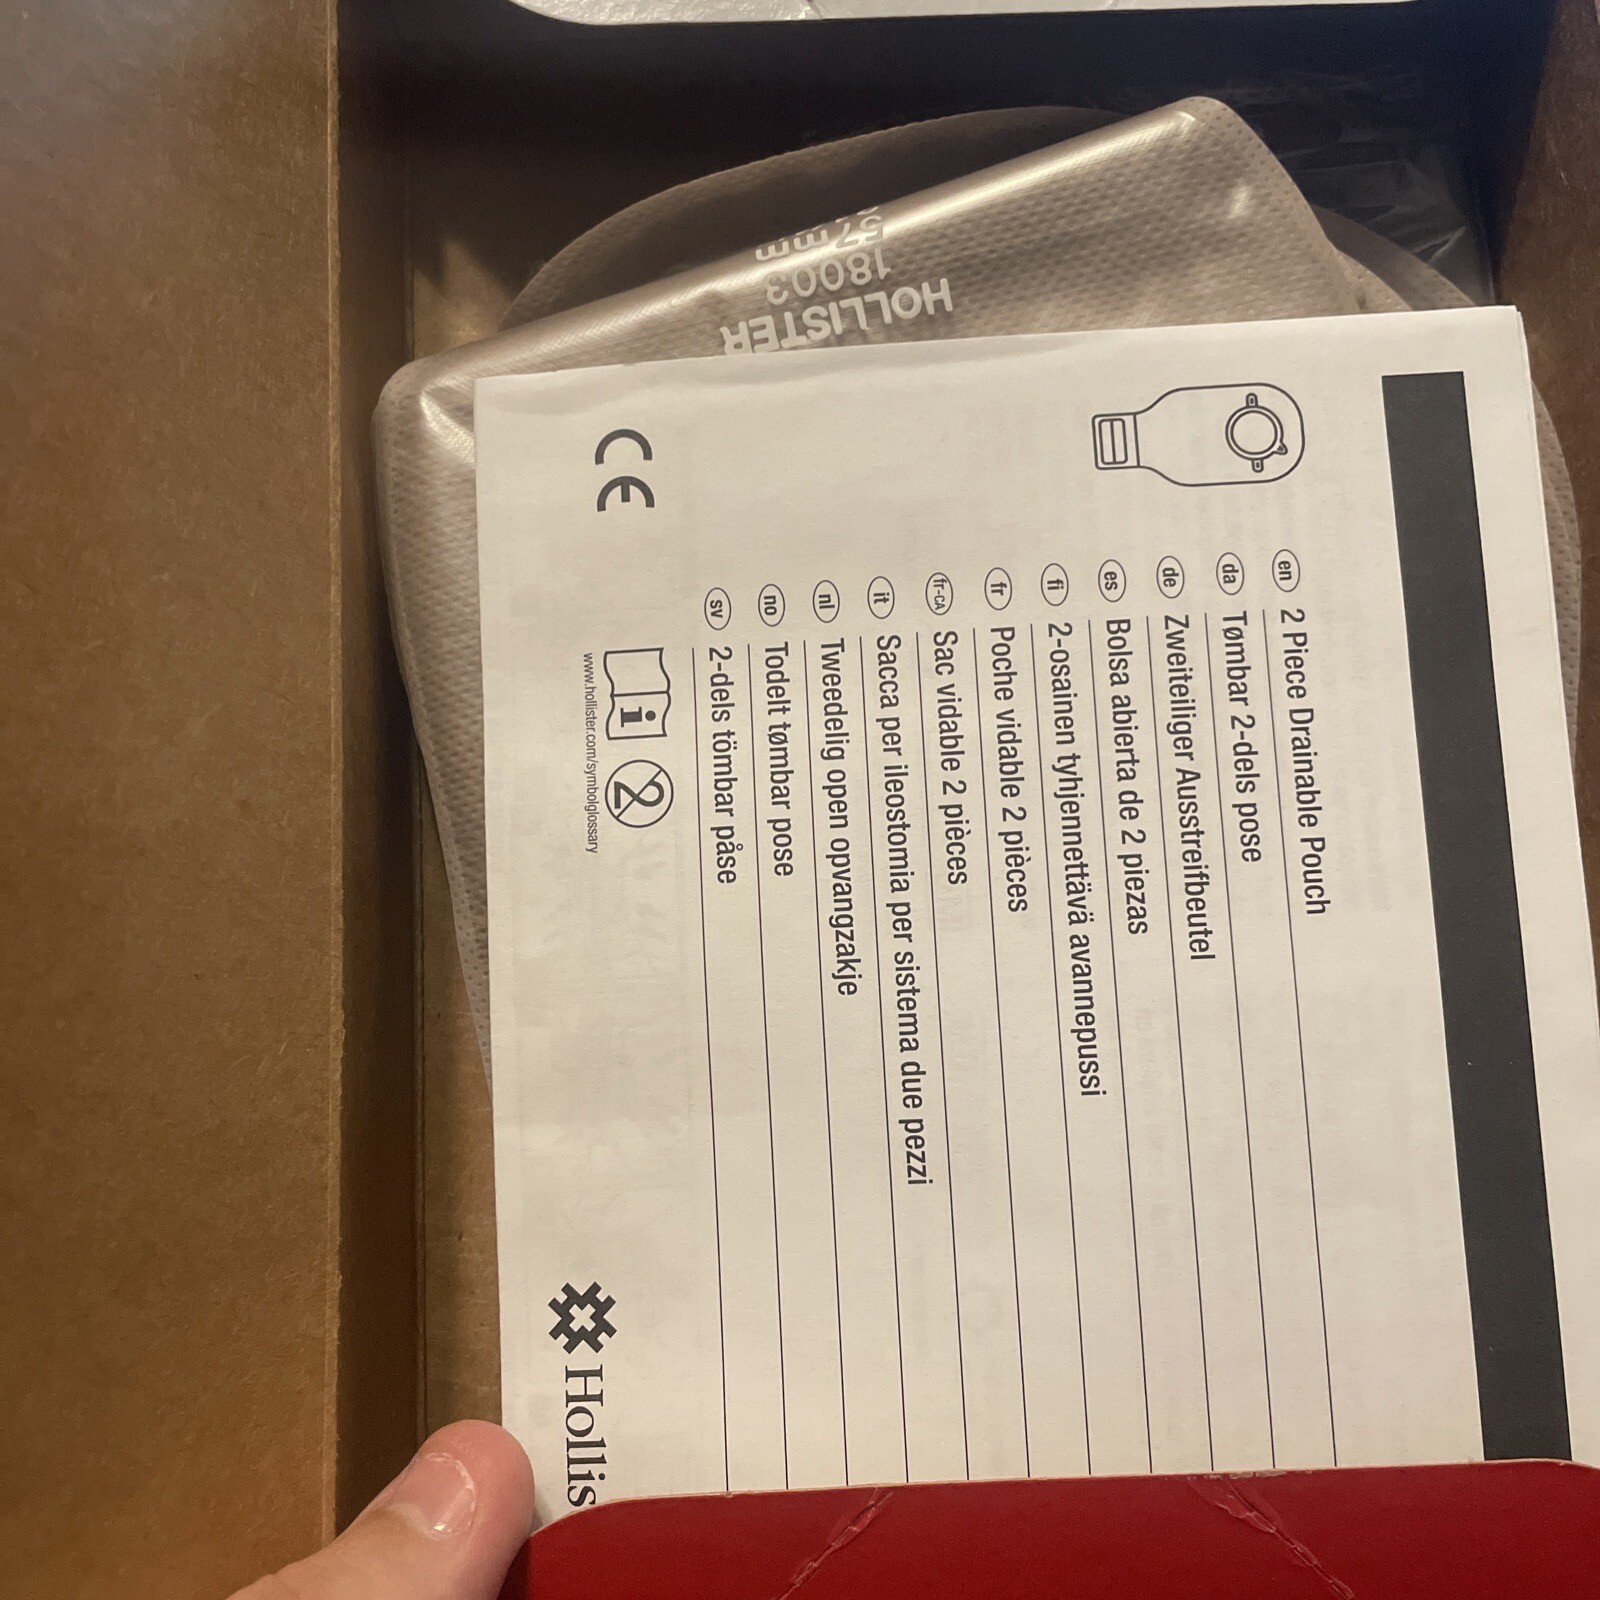 HOLLISTER
18003
57mm
en 2 Piece Drainable Pouch
da Tømbar 2-dels pose
de Zweiteiliger Ausstreifbeutel
es Bolsa abierta de 2 piezas
fi 2-osainen tyhjennettävä avannepussi
fr Poche vidable 2 pièces
fr-CA Sac vidable 2 pièces
it Sacca per ileostomia per sistema due pezzi
nl Tweedelig open opvangzakje
no Todelt tømbar pose
sv 2-dels tömbar påse
CE
i 2
www.hollister.com/symbolglossary
Hollis